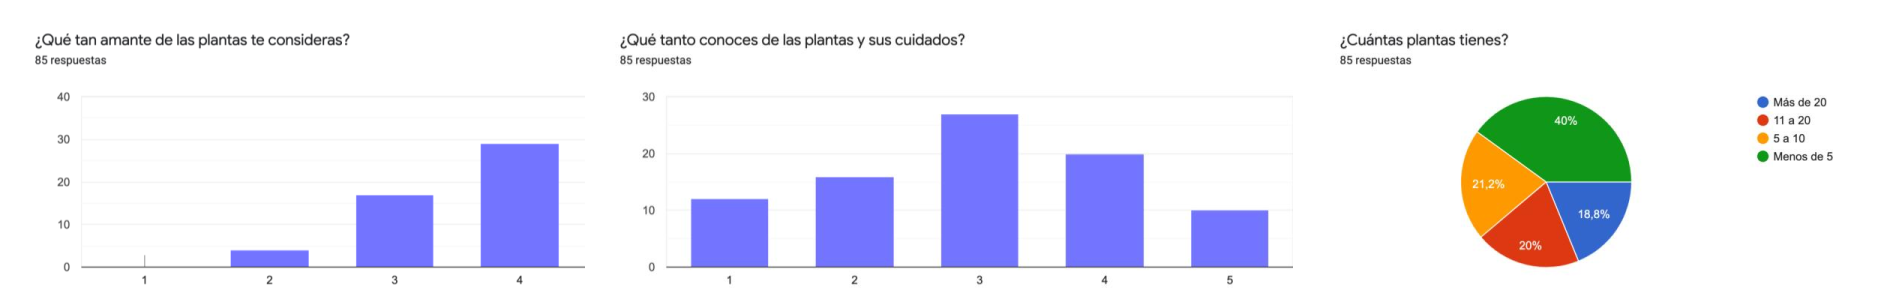 ¿Qué tan amante de las plantas te consideras?
85 respuestas
40
30
20
10
0
1
2
3
4
¿Qué tanto conoces de las plantas y sus cuidados?
85 respuestas
30
20
10
0
1
2
3
4
5
¿Cuántas plantas tienes?
85 respuestas
40%
21,2%
18,8%
20%
Más de 20
11 a 20
5 a 10
Menos de 5